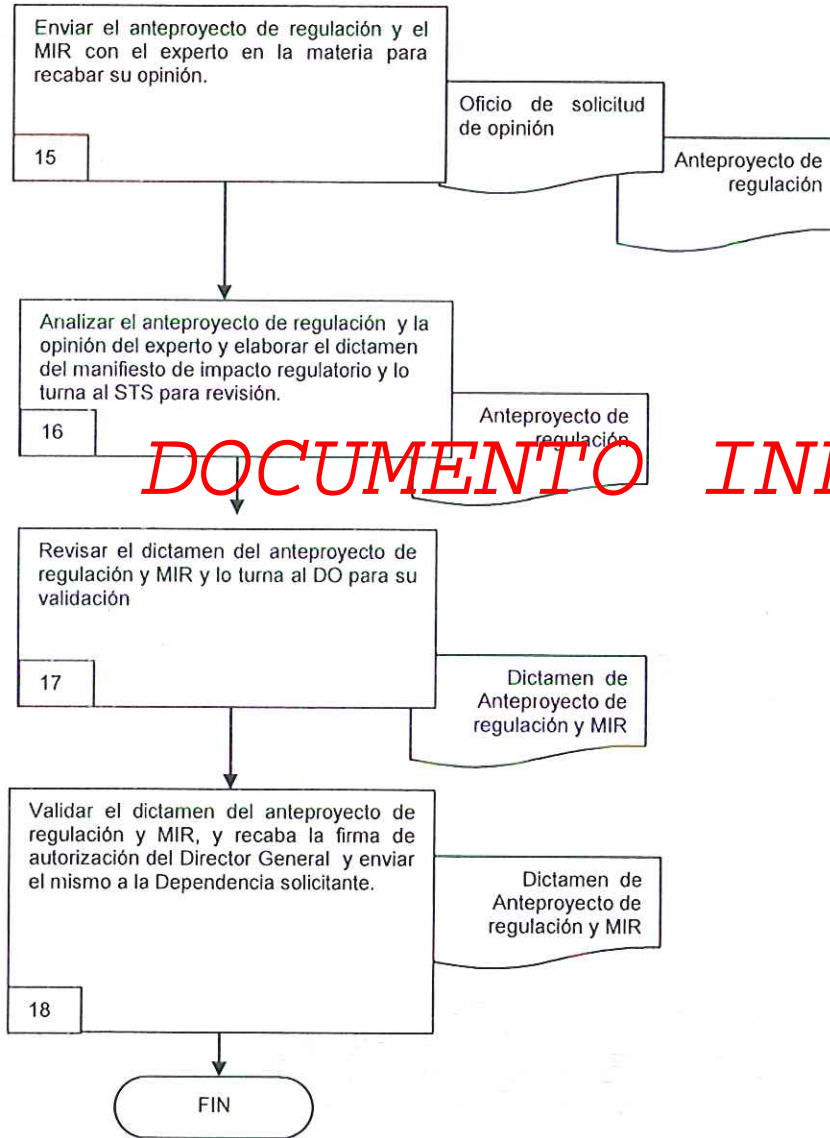 Enviar el anteproyecto de regulación y el
MIR con el experto en la materia para
recabar su opinión.
15
Oficio de solicitud
de opinión
Anteproyecto de
regulación
Analizar el anteproyecto de regulación y la
opinión del experto y elaborar el dictamen
del manifiesto de impacto regulatorio y lo
turna al STS para revisión.
16
Anteproyecto de
regulación
DOCUMENTO
Revisar el dictamen del anteproyecto de
regulación y MIR y lo turna al DO para su
validación
17
Dictamen de
Anteproyecto de
regulación y MIR
Validar el dictamen del anteproyecto de
regulación y MIR, y recaba la firma de
autorización del Director General y enviar
el mismo a la Dependencia solicitante.
18
Dictamen de
Anteproyecto de
regulación y MIR
FIN